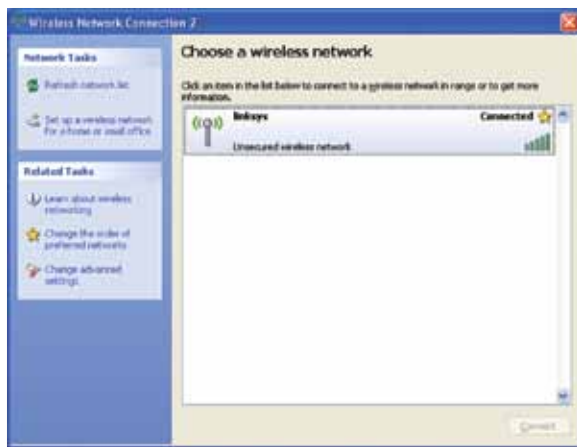 Wireless Network Connection 2
Network Tasks
Refresh network list
Set up a wireless network
for a home or small office
Related Tasks
Learn about wireless
networking
Change the order of
preferred networks
Change advanced
settings
Choose a wireless network
Click an item in the list below to connect to a wireless network in range or to get more
information.
linksys
Connected
Unsecured wireless network
Connect